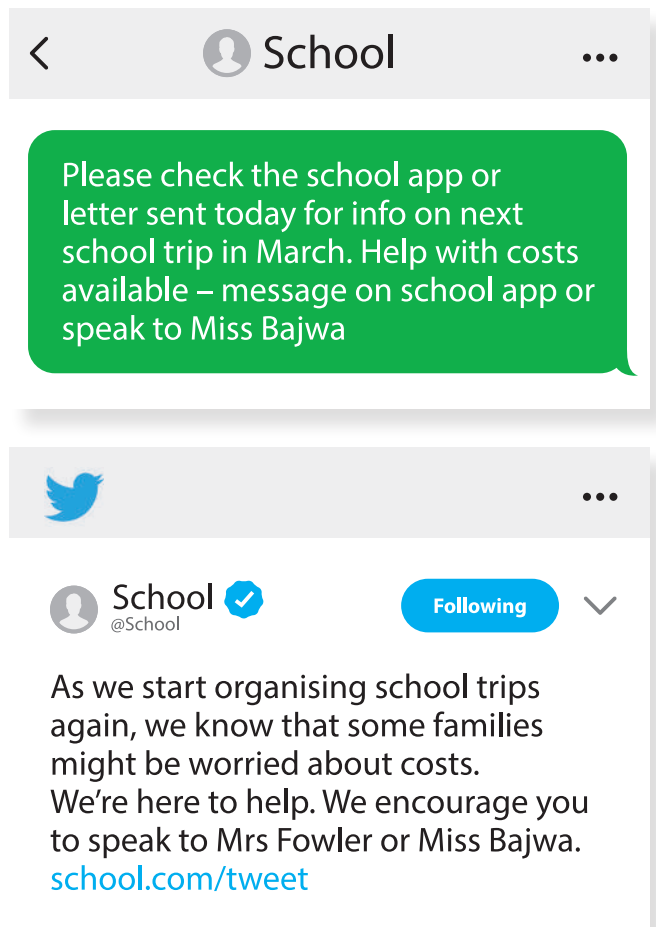 School
Please check the school app or
letter sent today for info on next
school trip in March. Help with costs
available – message on school app or
speak to Miss Bajwa
School
@School
Following
As we start organising school trips
again, we know that some families
might be worried about costs.
We're here to help. We encourage you
to speak to Mrs Fowler or Miss Bajwa.
school.com/tweet